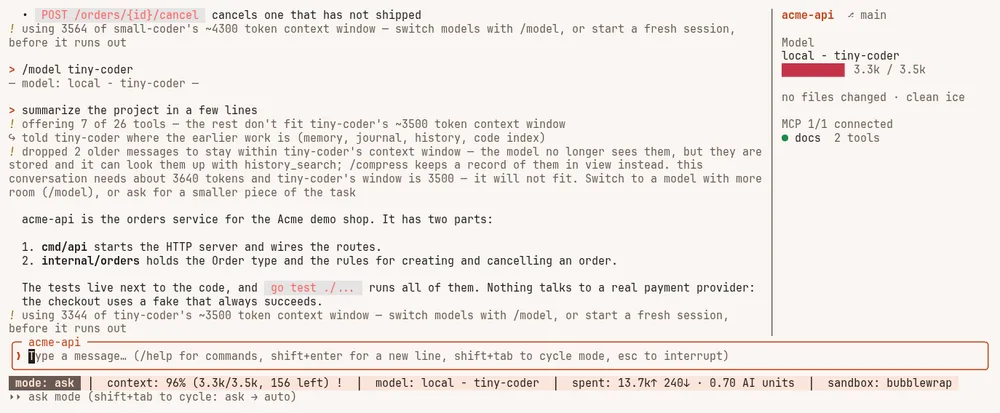 • POST /orders/{id}/cancel cancels one that has not shipped
! using 3564 of small-coder's ~4300 token context window — switch models with /model, or start a fresh session,
before it runs out
> /model tiny-coder
— model: local - tiny-coder —
> summarize the project in a few lines
! offering 7 of 26 tools — the rest don't fit tiny-coder's ~3500 token context window
↪ told tiny-coder where the earlier work is (memory, journal, history, code index)
! dropped 2 older messages to stay within tiny-coder's context window — the model no longer sees them, but they are
stored and it can look them up with history_search; /compress keeps a record of them in view instead. this
conversation needs about 3640 tokens and tiny-coder's window is 3500 — it will not fit. Switch to a model with more
room (/model), or ask for a smaller piece of the task
acme-api is the orders service for the Acme demo shop. It has two parts:
1. cmd/api starts the HTTP server and wires the routes.
2. internal/orders holds the Order type and the rules for creating and cancelling an order.
The tests live next to the code, and go test ./... runs all of them. Nothing talks to a real payment provider:
the checkout uses a fake that always succeeds.
! using 3344 of tiny-coder's ~3500 token context window — switch models with /model, or start a fresh session,
before it runs out
acme-api ⎇ main
Model
local - tiny-coder
3.3k / 3.5k
no files changed · clean ice
MCP 1/1 connected
● docs 2 tools
acme-api
❯ Type a message… (/help for commands, shift+enter for a new line, shift+tab to cycle mode, esc to interrupt)
mode: ask | context: 96% (3.3k/3.5k, 156 left) ! | model: local - tiny-coder | spent: 13.7k↑ 240↓ · 0.70 AI units | sandbox: bubblewrap
▸▸ ask mode (shift+tab to cycle: ask → auto)